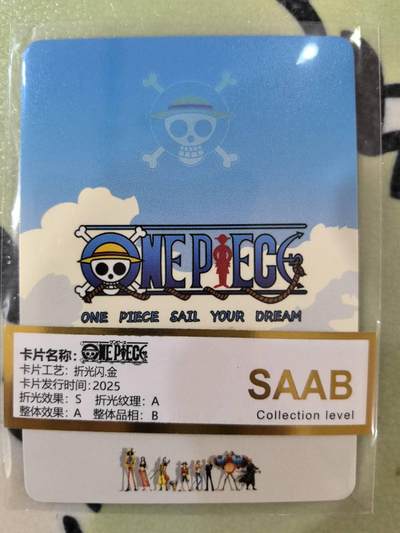 ONE PIECE
ONE PIECE SAIL YOUR DREAM
卡片名称：ONE PIECE
卡片工艺：折光闪.金
卡片发行时间:2025
折光效果：S 折光纹理：A
整体效果：A 整体品相：B
SAAB
Collection level